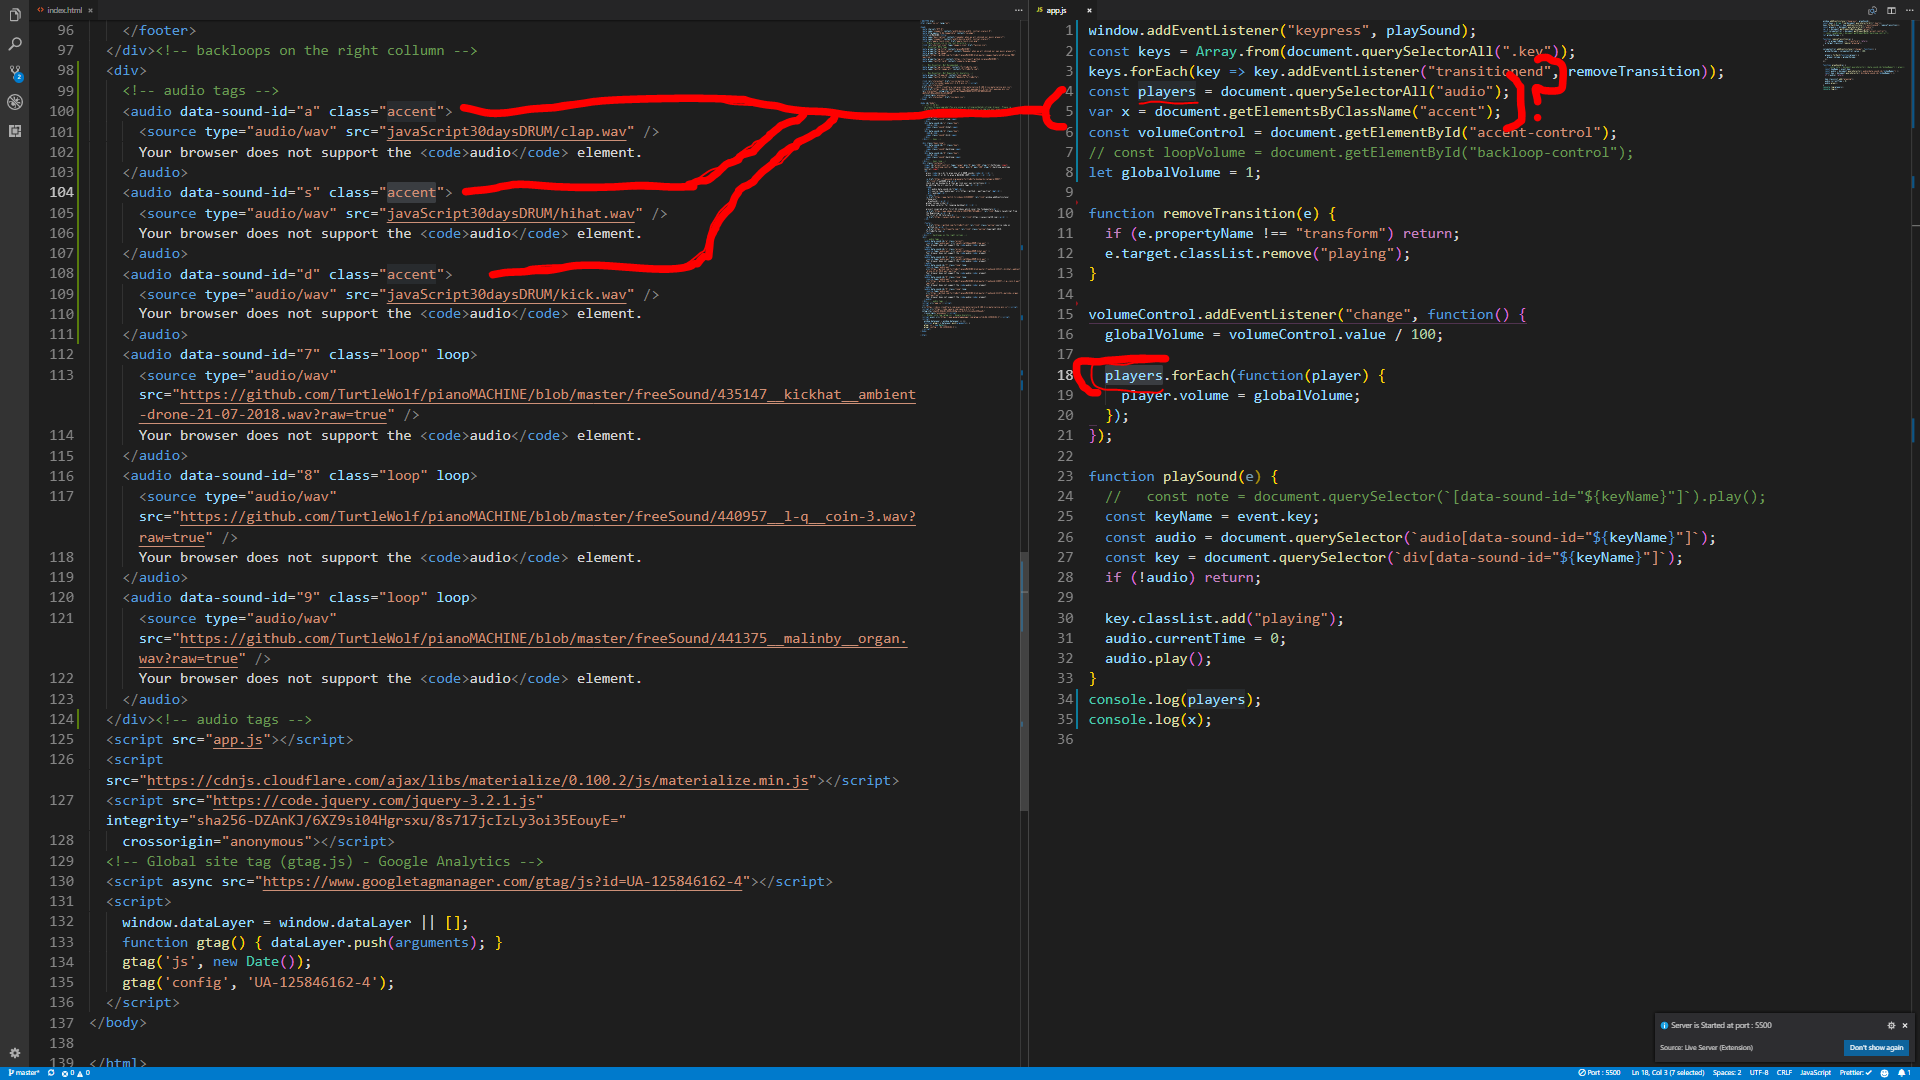 index.html
96 </footer>
97 </div><!-- backloops on the right collumn -->
98 <div>
99 <!-- audio tags -->
100 <audio data-sound-id="a" class="accent">
101 <source type="audio/wav" src="javaScript30daysDRUM/clap.wav" />
102 Your browser does not support the <code>audio</code> element.
103 </audio>
104 <audio data-sound-id="s" class="accent">
105 <source type="audio/wav" src="javaScript30daysDRUM/hihat.wav" />
106 Your browser does not support the <code>audio</code> element.
107 </audio>
108 <audio data-sound-id="d" class="accent">
109 <source type="audio/wav" src="javaScript30daysDRUM/kick.wav" />
110 Your browser does not support the <code>audio</code> element.
111 </audio>
112 <audio data-sound-id="7" class="loop" loop>
113 <source type="audio/wav"
src="https://github.com/TurtleWolf/pianoMACHINE/blob/master/freeSound/435147__kickhat__ambient
-drone-21-07-2018.wav?raw=true" />
114 Your browser does not support the <code>audio</code> element.
115 </audio>
116 <audio data-sound-id="8" class="loop" loop>
117 <source type="audio/wav"
src="https://github.com/TurtleWolf/pianoMACHINE/blob/master/freeSound/440957__l-q__coin-3.wav?
raw=true" />
118 Your browser does not support the <code>audio</code> element.
119 </audio>
120 <audio data-sound-id="9" class="loop" loop>
121 <source type="audio/wav"
src="https://github.com/TurtleWolf/pianoMACHINE/blob/master/freeSound/441375__malinby__organ.
wav?raw=true" />
122 Your browser does not support the <code>audio</code> element.
123 </audio>
124 </div><!-- audio tags -->
125 <script src="app.js"></script>
126 <script
src="https://cdnjs.cloudflare.com/ajax/libs/materialize/0.100.2/js/materialize.min.js"></script>
127 <script src="https://code.jquery.com/jquery-3.2.1.js"
integrity="sha256-DZAnKJ/6XZ9si04Hgrsxu/8s717jcIzLy3oi35EouyE="
128 crossorigin="anonymous"></script>
129 <!-- Global site tag (gtag.js) - Google Analytics -->
130 <script async src="https://www.googletagmanager.com/gtag/js?id=UA-125846162-4"></script>
131 <script>
132 window.dataLayer = window.dataLayer || [];
133 function gtag() { dataLayer.push(arguments); }
134 gtag('js', new Date());
135 gtag('config', 'UA-125846162-4');
136 </script>
137 </body>
138
139 </html>
JS app.js
1 window.addEventListener("keypress", playSound);
2 const keys = Array.from(document.querySelectorAll(".key"));
3 keys.forEach(key => key.addEventListener("transitionend", removeTransition));
4 const players = document.querySelectorAll("audio");
5 var x = document.getElementsByClassName("accent");
?
6 const volumeControl = document.getElementById("accent-control");
7 // const loopVolume = document.getElementById("backloop-control");
8 let globalVolume = 1;
9
10 function removeTransition(e) {
11 if (e.propertyName !== "transform") return;
12 e.target.classList.remove("playing");
13 }
14
15 volumeControl.addEventListener("change", function() {
16 globalVolume = volumeControl.value / 100;
17
18 players.forEach(function(player) {
19 player.volume = globalVolume;
20 });
21 });
22
23 function playSound(e) {
24 // const note = document.querySelector(`[data-sound-id="${keyName}"]`).play();
25 const keyName = event.key;
26 const audio = document.querySelector(`audio[data-sound-id="${keyName}"]`);
27 const key = document.querySelector(`div[data-sound-id="${keyName}"]`);
28 if (!audio) return;
29
30 key.classList.add("playing");
31 audio.currentTime = 0;
32 audio.play();
33 }
34 console.log(players);
35 console.log(x);
36
Server is Started at port : 5500
Source: Live Server (Extension)
Don't show again
master* 0 0 Port : 5500 Ln 18, Col 3 (7 selected) Spaces: 2 UTF-8 CRLF JavaScript Prettier: ✓ 1